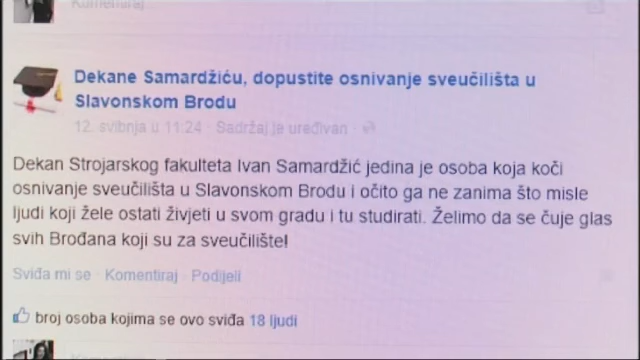 Komentiraj...
Dekane Samardžiću, dopustite osnivanje sveučilišta u
Slavonskom Brodu
12. svibnja u 11:24 · Sadržaj je uređivan ·
Dekan Strojarskog fakulteta Ivan Samardžić jedina je osoba koja koči
osnivanje sveučilišta u Slavonskom Brodu i očito ga ne zanima što misle
ljudi koji žele ostati živjeti u svom gradu i tu studirati. Želimo da se čuje glas
svih Brođana koji su za sveučilište!
Sviđa mi se · Komentiraj · Podijeli
broj osoba kojima se ovo sviđa 18 ljudi